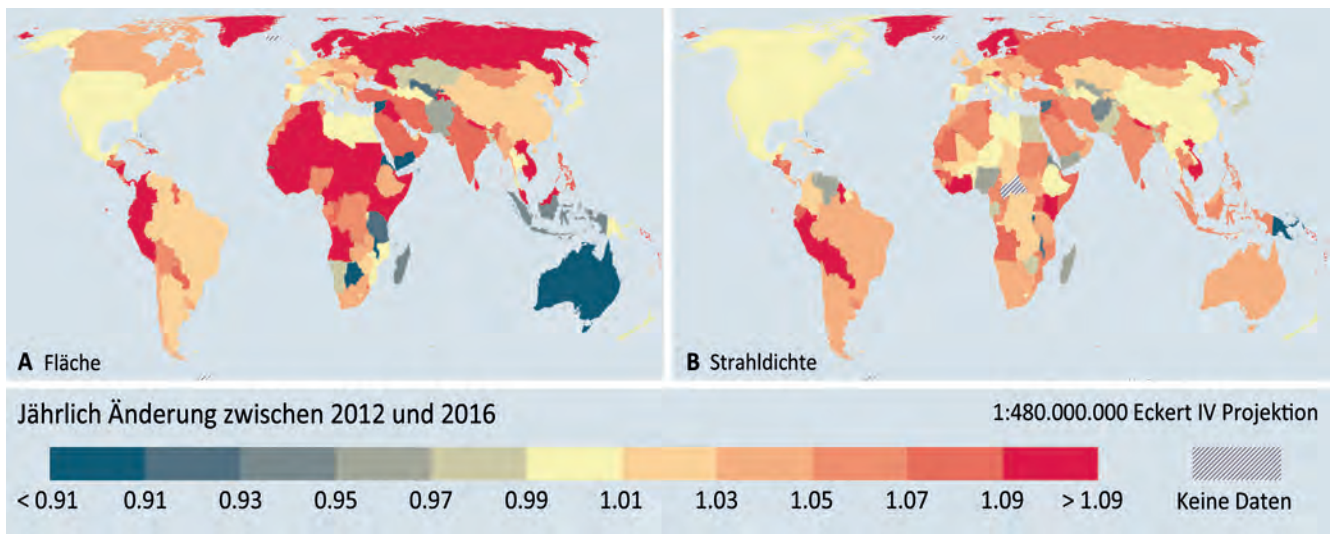 A Fläche
B Strahldichte
Jährlich Änderung zwischen 2012 und 2016
1:480.000.000 Eckert IV Projektion
< 0.91 0.91 0.93 0.95 0.97 0.99 1.01 1.03 1.05 1.07 1.09 > 1.09
Keine Daten